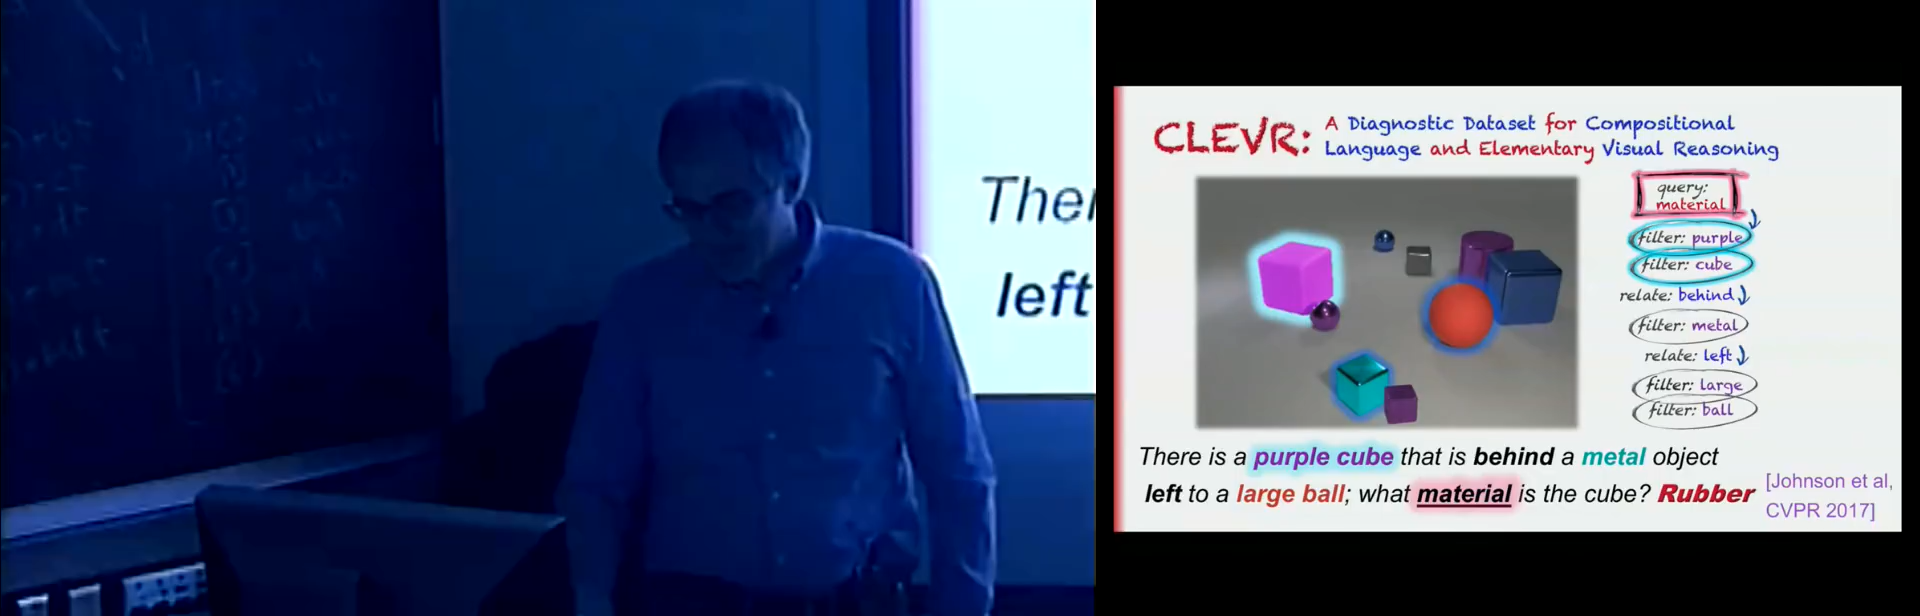 Ther
left
CLEVR: A Diagnostic Dataset for Compositional
Language and Elementary Visual Reasoning
query:
material
filter: purple
filter: cube
relate: behind
filter: metal
relate: left
filter: large
filter: ball
There is a purple cube that is behind a metal object
left to a large ball; what material is the cube? Rubber
[Johnson et al,
CVPR 2017]